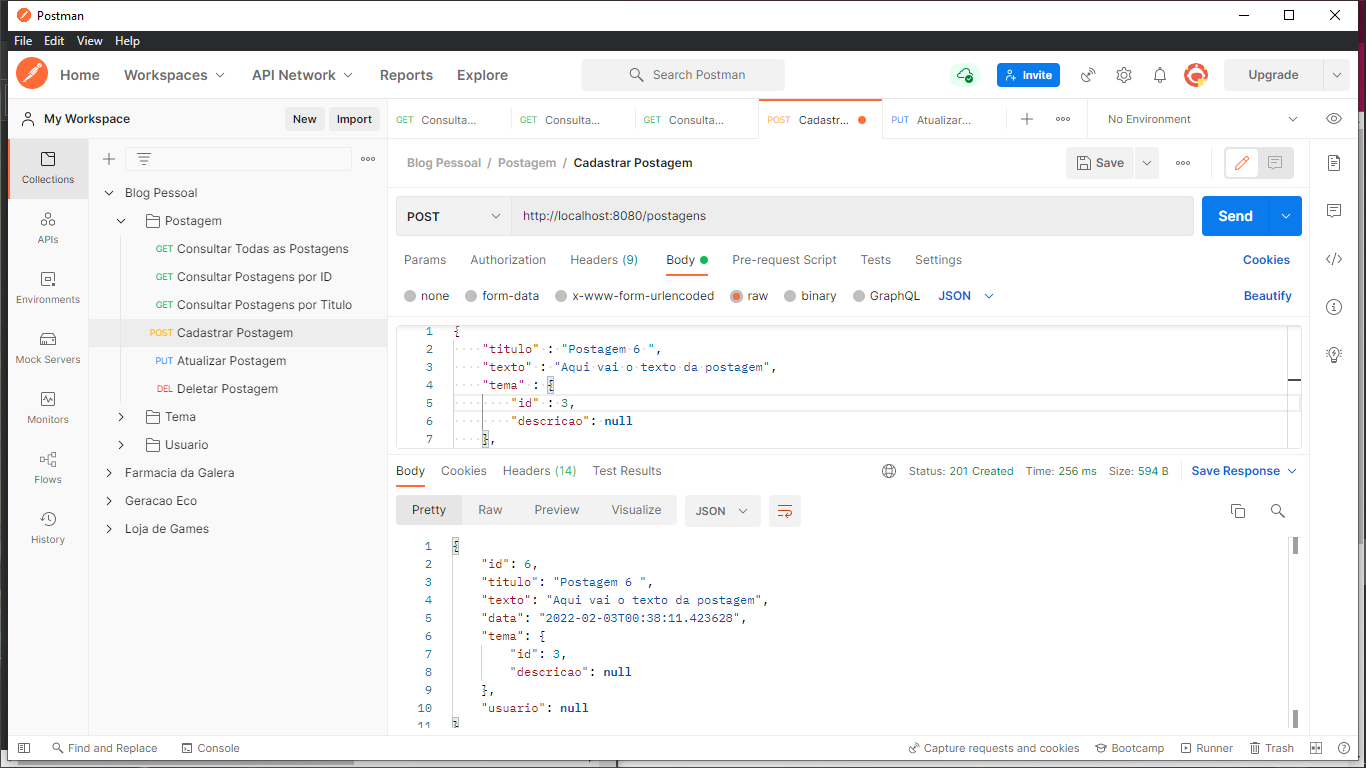 Postman
File Edit View Help
Home Workspaces API Network Reports Explore Search Postman Invite Upgrade
My Workspace New Import
GET Consulta... GET Consulta... GET Consulta... POST Cadastr... PUT Atualizar... No Environment
Collections
APIs
Environments
Mock Servers
Monitors
Flows
History
Blog Pessoal
Postagem
GET Consultar Todas as Postagens
GET Consultar Postagens por ID
GET Consultar Postagens por Titulo
POST Cadastrar Postagem
PUT Atualizar Postagem
DEL Deletar Postagem
Tema
Usuario
Farmacia da Galera
Geracao Eco
Loja de Games
Blog Pessoal / Postagem / Cadastrar Postagem Save
POST http://localhost:8080/postagens Send
Params Authorization Headers (9) Body Pre-request Script Tests Settings Cookies
none form-data x-www-form-urlencoded raw binary GraphQL JSON Beautify
1 {
2 "titulo" : "Postagem 6 ",
3 "texto" : "Aqui vai o texto da postagem",
4 "tema" : {
5 "id" : 3,
6 "descricao": null
7 },
Body Cookies Headers (14) Test Results Status: 201 Created Time: 256 ms Size: 594 B Save Response
Pretty Raw Preview Visualize JSON
1 {
2 "id": 6,
3 "titulo": "Postagem 6 ",
4 "texto": "Aqui vai o texto da postagem",
5 "data": "2022-02-03T00:38:11.423628",
6 "tema": {
7 "id": 3,
8 "descricao": null
9 },
10 "usuario": null
11 }
Find and Replace Console Capture requests and cookies Bootcamp Runner Trash